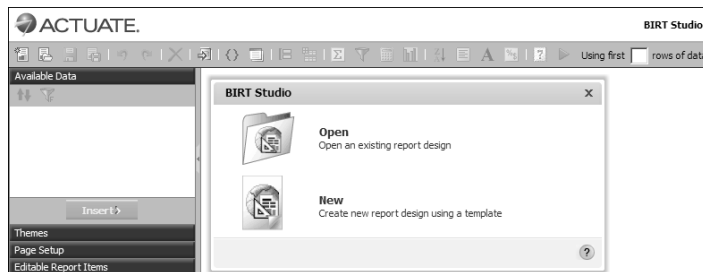 ACTUATE.
BIRT Studio
Using first rows of data
Available Data
BIRT Studio x
Open
Open an existing report design
New
Create new report design using a template
Insert
Themes
Page Setup
Editable Report Items